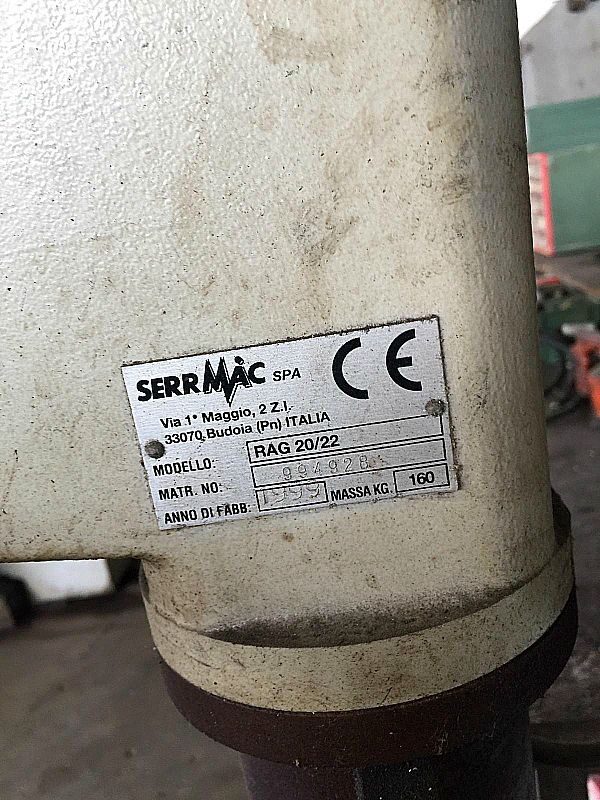 SERRMÀC SPA CE
Via 1° Maggio, 2 Z.I.
33070 Budoia (Pn) ITALIA
MODELLO: RAG 20/22
MATR. NO: 994928
ANNO DI FABB: 1999 MASSA KG. 160